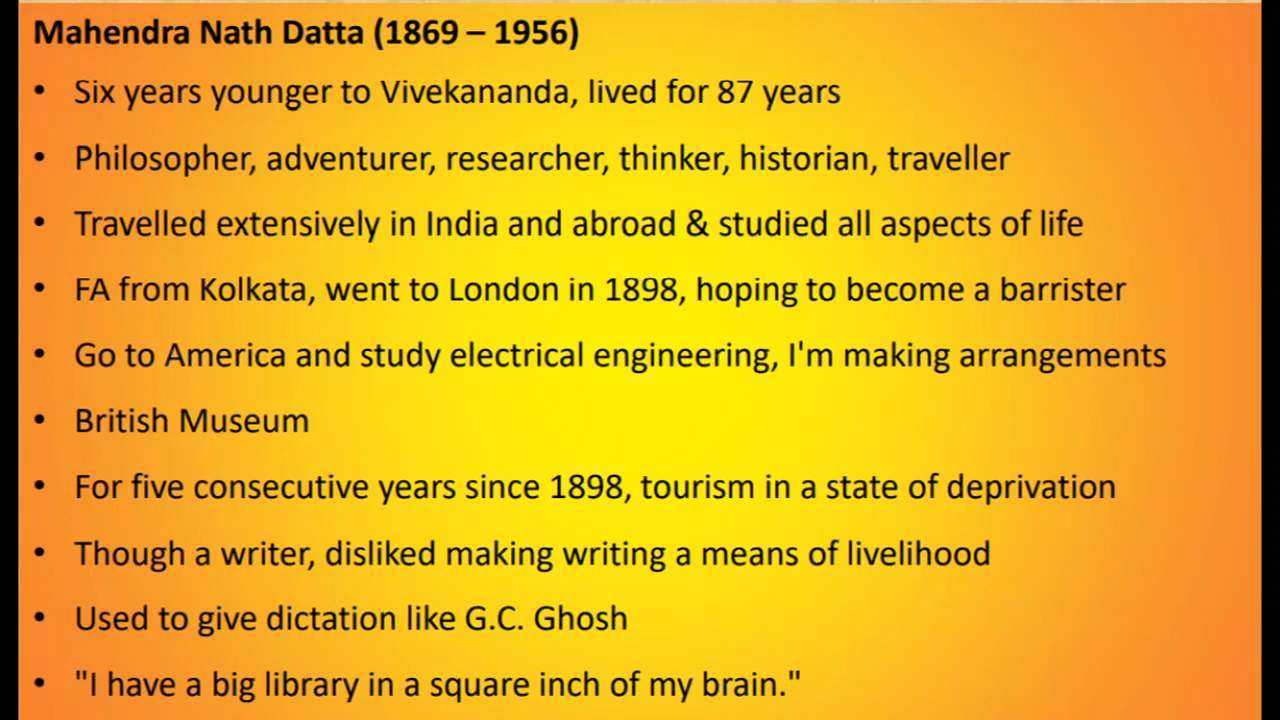 Mahendra Nath Datta (1869 – 1956)
• Six years younger to Vivekananda, lived for 87 years
• Philosopher, adventurer, researcher, thinker, historian, traveller
• Travelled extensively in India and abroad & studied all aspects of life
• FA from Kolkata, went to London in 1898, hoping to become a barrister
• Go to America and study electrical engineering, I'm making arrangements
• British Museum
• For five consecutive years since 1898, tourism in a state of deprivation
• Though a writer, disliked making writing a means of livelihood
• Used to give dictation like G.C. Ghosh
• "I have a big library in a square inch of my brain."